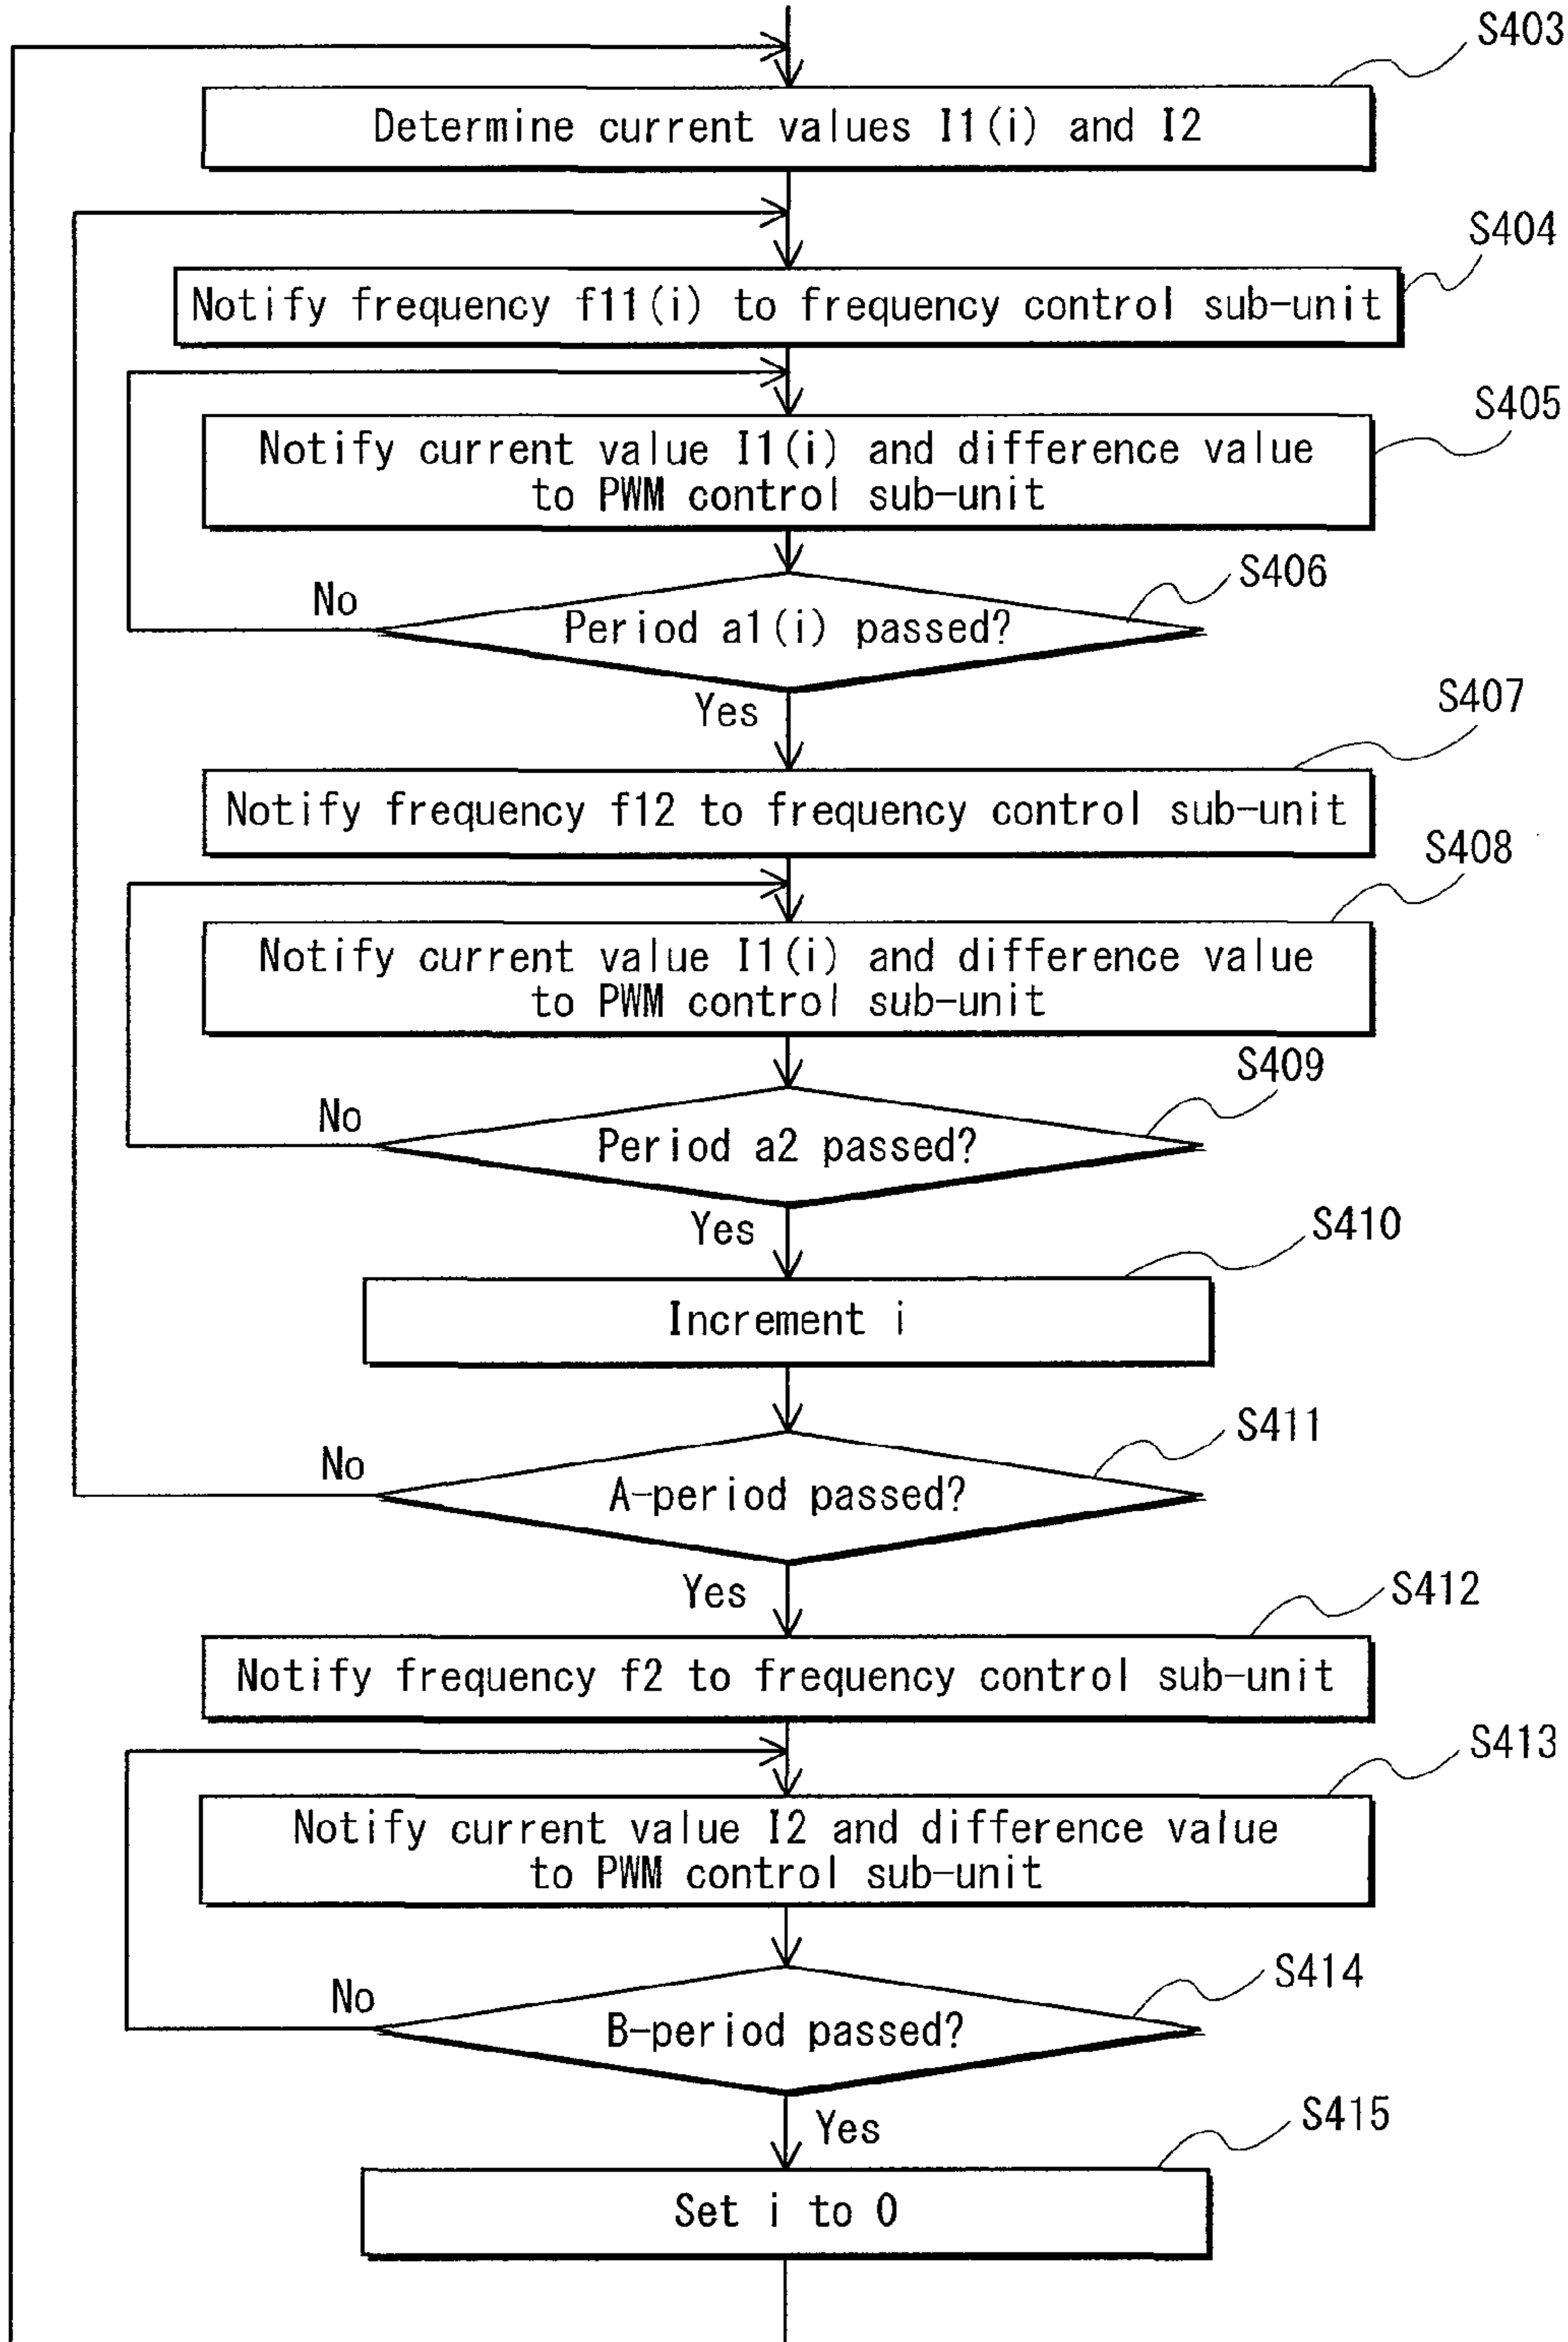 S403
Determine current values I1(i) and I2
S404
Notify frequency f11(i) to frequency control sub-unit
S405
Notify current value I1(i) and difference value
to PWM control sub-unit
S406
No
Period a1(i) passed?
Yes
S407
Notify frequency f12 to frequency control sub-unit
S408
Notify current value I1(i) and difference value
to PWM control sub-unit
S409
No
Period a2 passed?
Yes
S410
Increment i
S411
No
A-period passed?
Yes
S412
Notify frequency f2 to frequency control sub-unit
S413
Notify current value I2 and difference value
to PWM control sub-unit
S414
No
B-period passed?
Yes
S415
Set i to 0